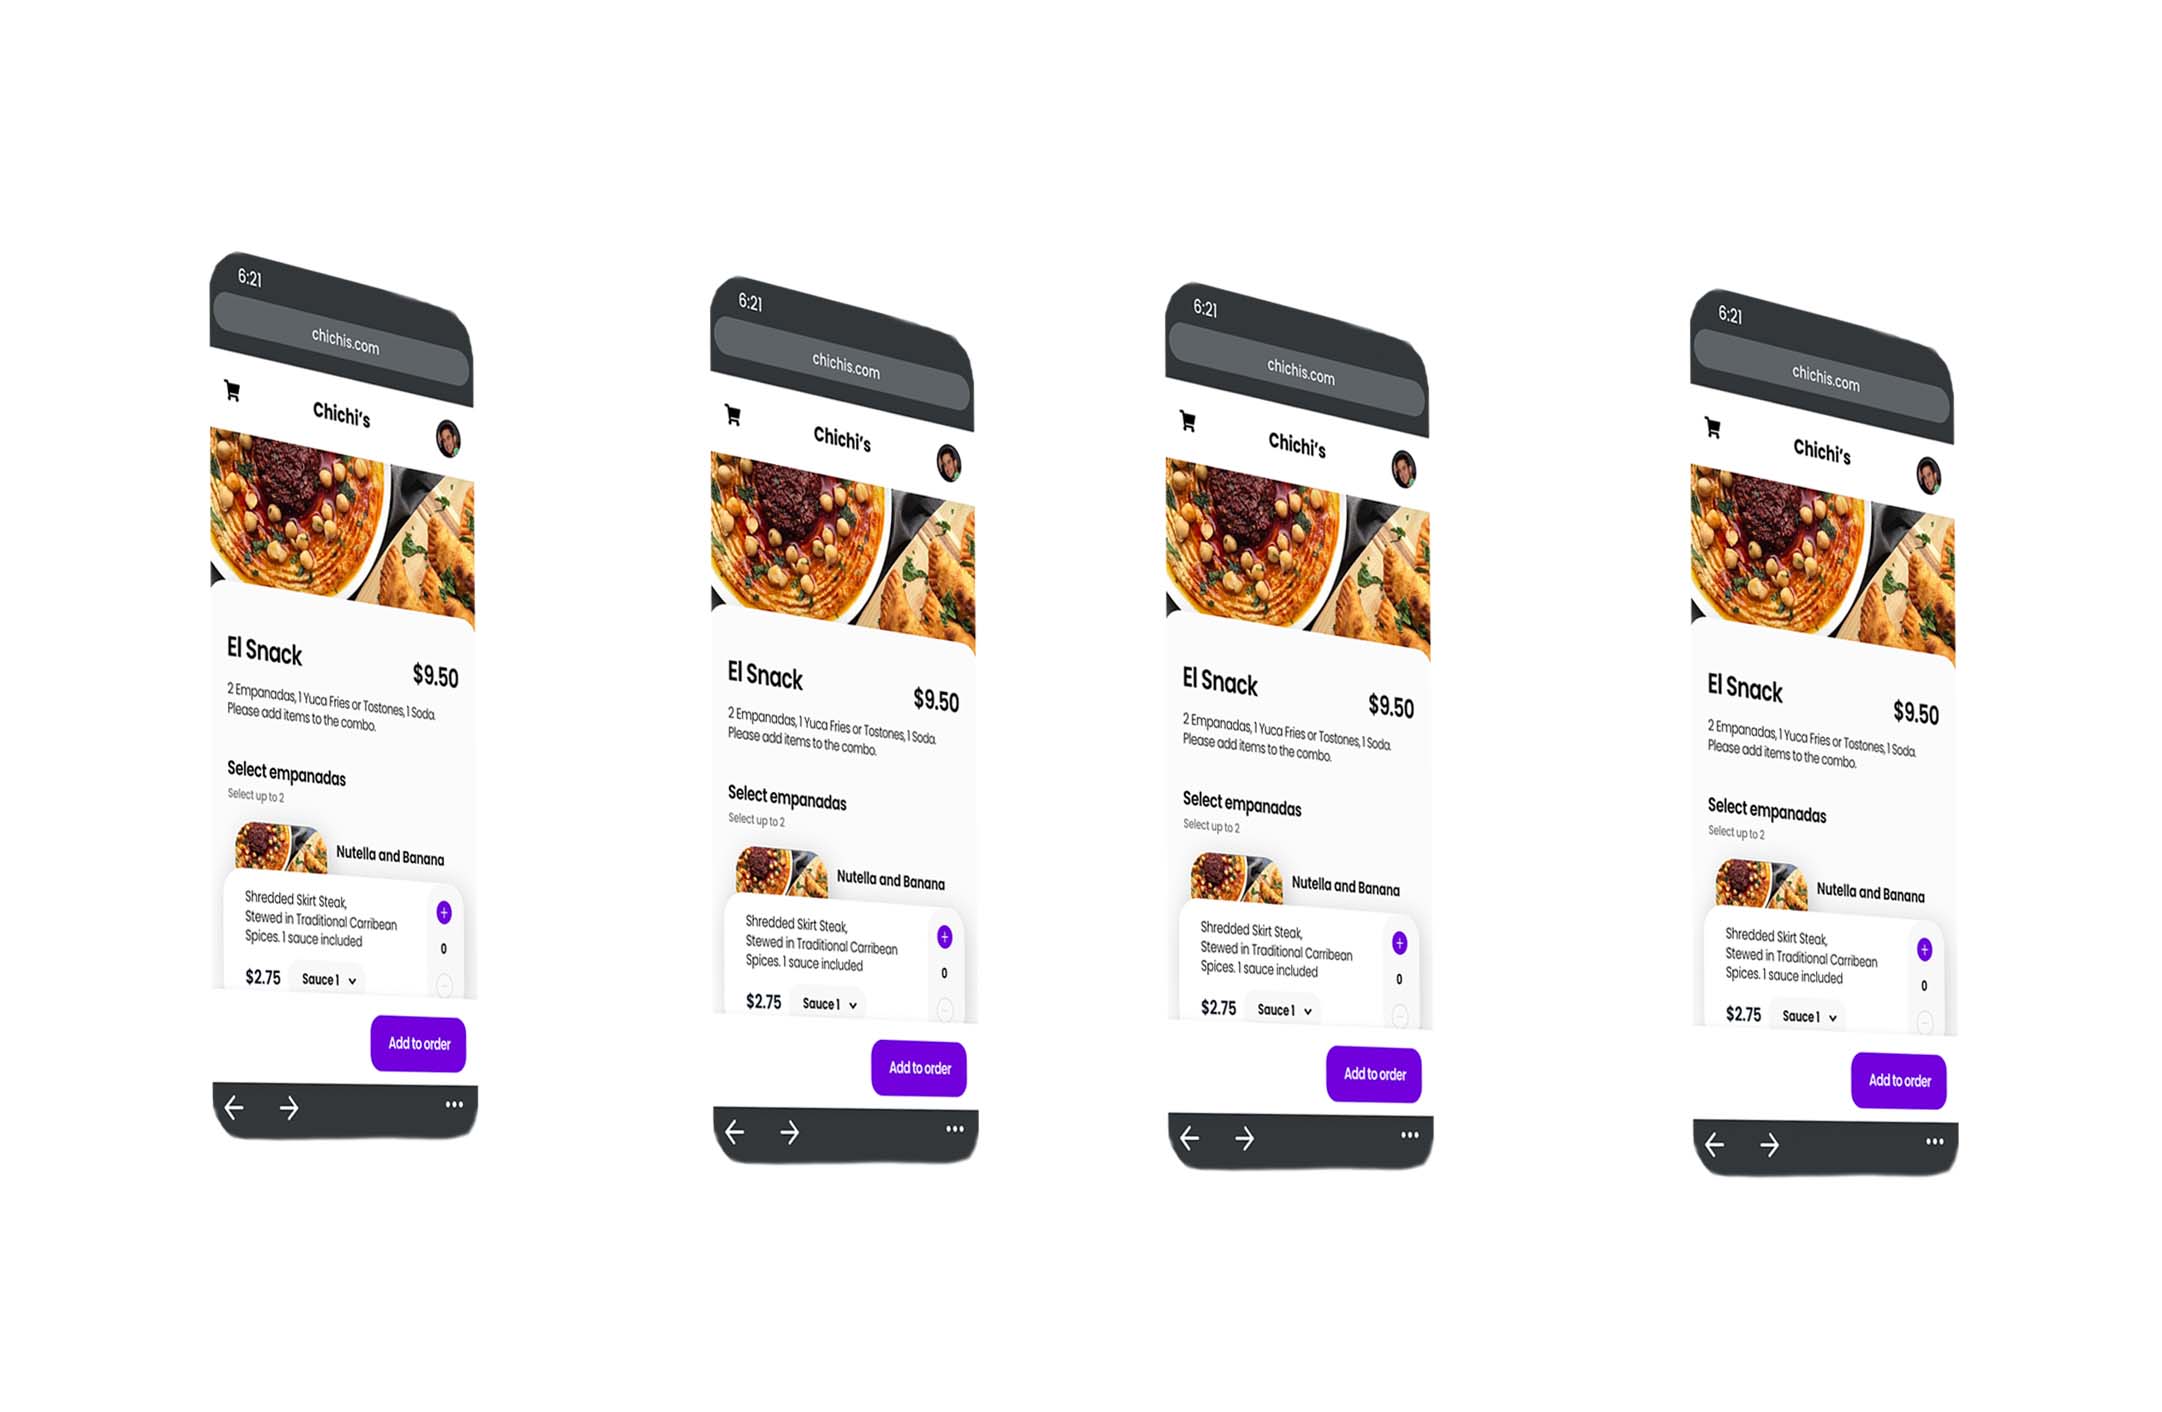 6:21
chichis.com
Chichi's
El Snack
$9.50
2 Empanadas, 1 Yuca Fries or Tostones, 1 Soda.
Please add items to the combo.
Select empanadas
Select up to 2
Nutella and Banana
Shredded Skirt Steak,
Stewed in Traditional Carribean
Spices. 1 sauce included
0
$2.75
Sauce 1
Add to order
6:21
chichis.com
Chichi's
El Snack
$9.50
2 Empanadas, 1 Yuca Fries or Tostones, 1 Soda.
Please add items to the combo.
Select empanadas
Select up to 2
Nutella and Banana
Shredded Skirt Steak,
Stewed in Traditional Carribean
Spices. 1 sauce included
0
$2.75
Sauce 1
Add to order
6:21
chichis.com
Chichi's
El Snack
$9.50
2 Empanadas, 1 Yuca Fries or Tostones, 1 Soda.
Please add items to the combo.
Select empanadas
Select up to 2
Nutella and Banana
Shredded Skirt Steak,
Stewed in Traditional Carribean
Spices. 1 sauce included
0
$2.75
Sauce 1
Add to order
6:21
chichis.com
Chichi's
El Snack
$9.50
2 Empanadas, 1 Yuca Fries or Tostones, 1 Soda.
Please add items to the combo.
Select empanadas
Select up to 2
Nutella and Banana
Shredded Skirt Steak,
Stewed in Traditional Carribean
Spices. 1 sauce included
0
$2.75
Sauce 1
Add to order